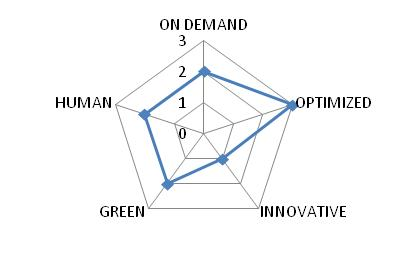 ON DEMAND
3
2
HUMAN
OPTIMIZED
1
0
GREEN
INNOVATIVE